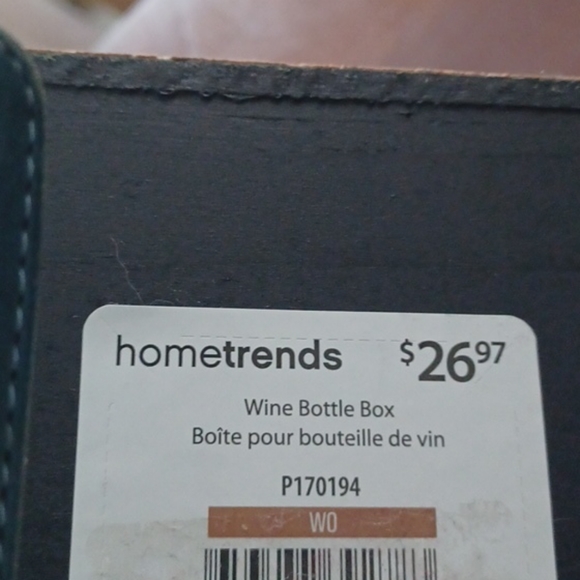 hometrends $26.97
Wine Bottle Box
Boîte pour bouteille de vin
P170194
WO